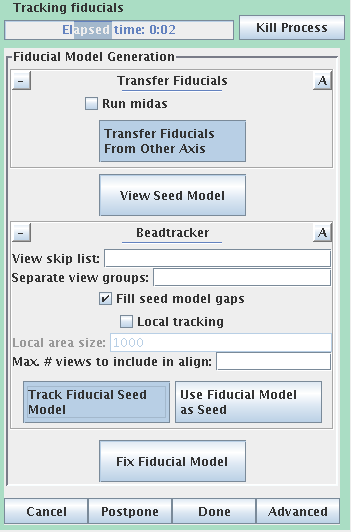 Tracking fiducials
Elapsed time: 0:02
Kill Process
Fiducial Model Generation
- Transfer Fiducials A
Run midas
Transfer Fiducials
From Other Axis
View Seed Model
- Beadtracker A
View skip list:
Separate view groups:
Fill seed model gaps
Local tracking
Local area size: 1000
Max. # views to include in align:
Track Fiducial Seed
Model
Use Fiducial Model
as Seed
Fix Fiducial Model
Cancel Postpone Done Advanced